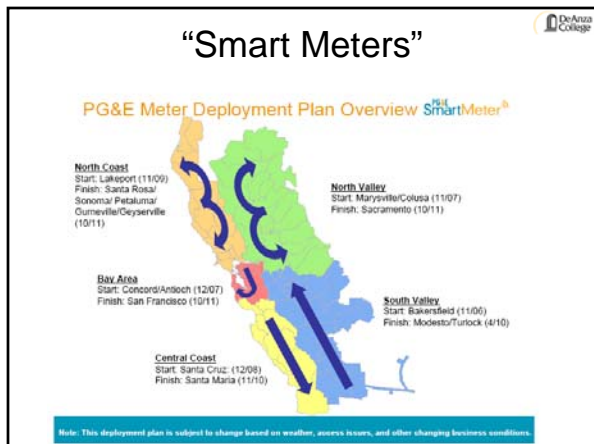 DeAnza
College
“Smart Meters”
PG&E Meter Deployment Plan Overview PG&E SmartMeter
North Coast
Start: Lakeport (11/09)
Finish: Santa Rosa/
Sonoma/ Petaluma/
Gurneville/Geyserville
(10/11)
North Valley
Start: Marysville/Colusa (11/07)
Finish: Sacramento (10/11)
Bay Area
Start: Concord/Antioch (12/07)
Finish: San Francisco (10/11)
South Valley
Start: Bakersfield (11/06)
Finish: Modesto/Turlock (4/10)
Central Coast
Start: Santa Cruz: (12/08)
Finish: Santa Maria (11/10)
Note: This deployment plan is subject to change based on weather, access issues, and other changing business conditions.